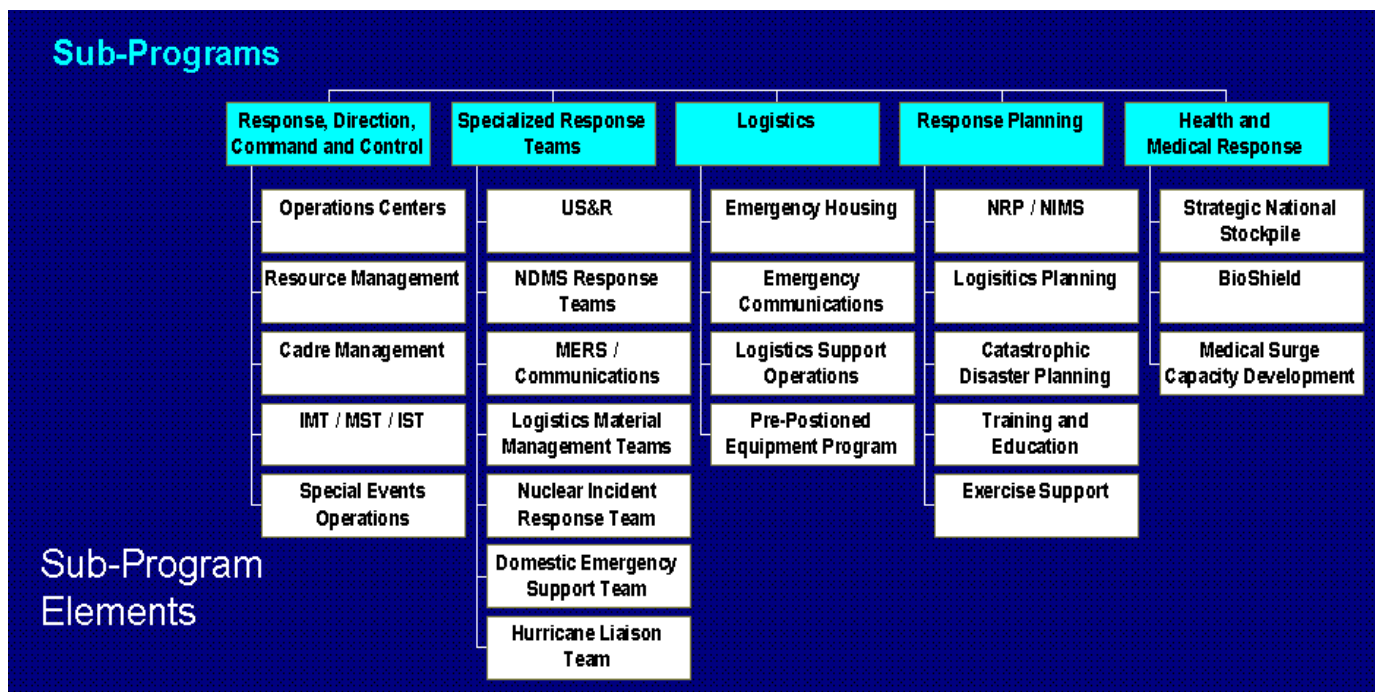 Sub-Programs
Response, Direction,
Command and Control
Specialized Response
Teams
Logistics
Response Planning
Health and
Medical Response
Operations Centers
Resource Management
Cadre Management
IMT / MST / IST
Special Events
Operations
US&R
NDMS Response
Teams
MERS /
Communications
Logistics Material
Management Teams
Nuclear Incident
Response Team
Domestic Emergency
Support Team
Hurricane Liaison
Team
Emergency Housing
Emergency
Communications
Logistics Support
Operations
Pre-Postioned
Equipment Program
NRP / NIMS
Logisitics Planning
Catastrophic
Disaster Planning
Training and
Education
Exercise Support
Strategic National
Stockpile
BioShield
Medical Surge
Capacity Development
Sub-Program
Elements